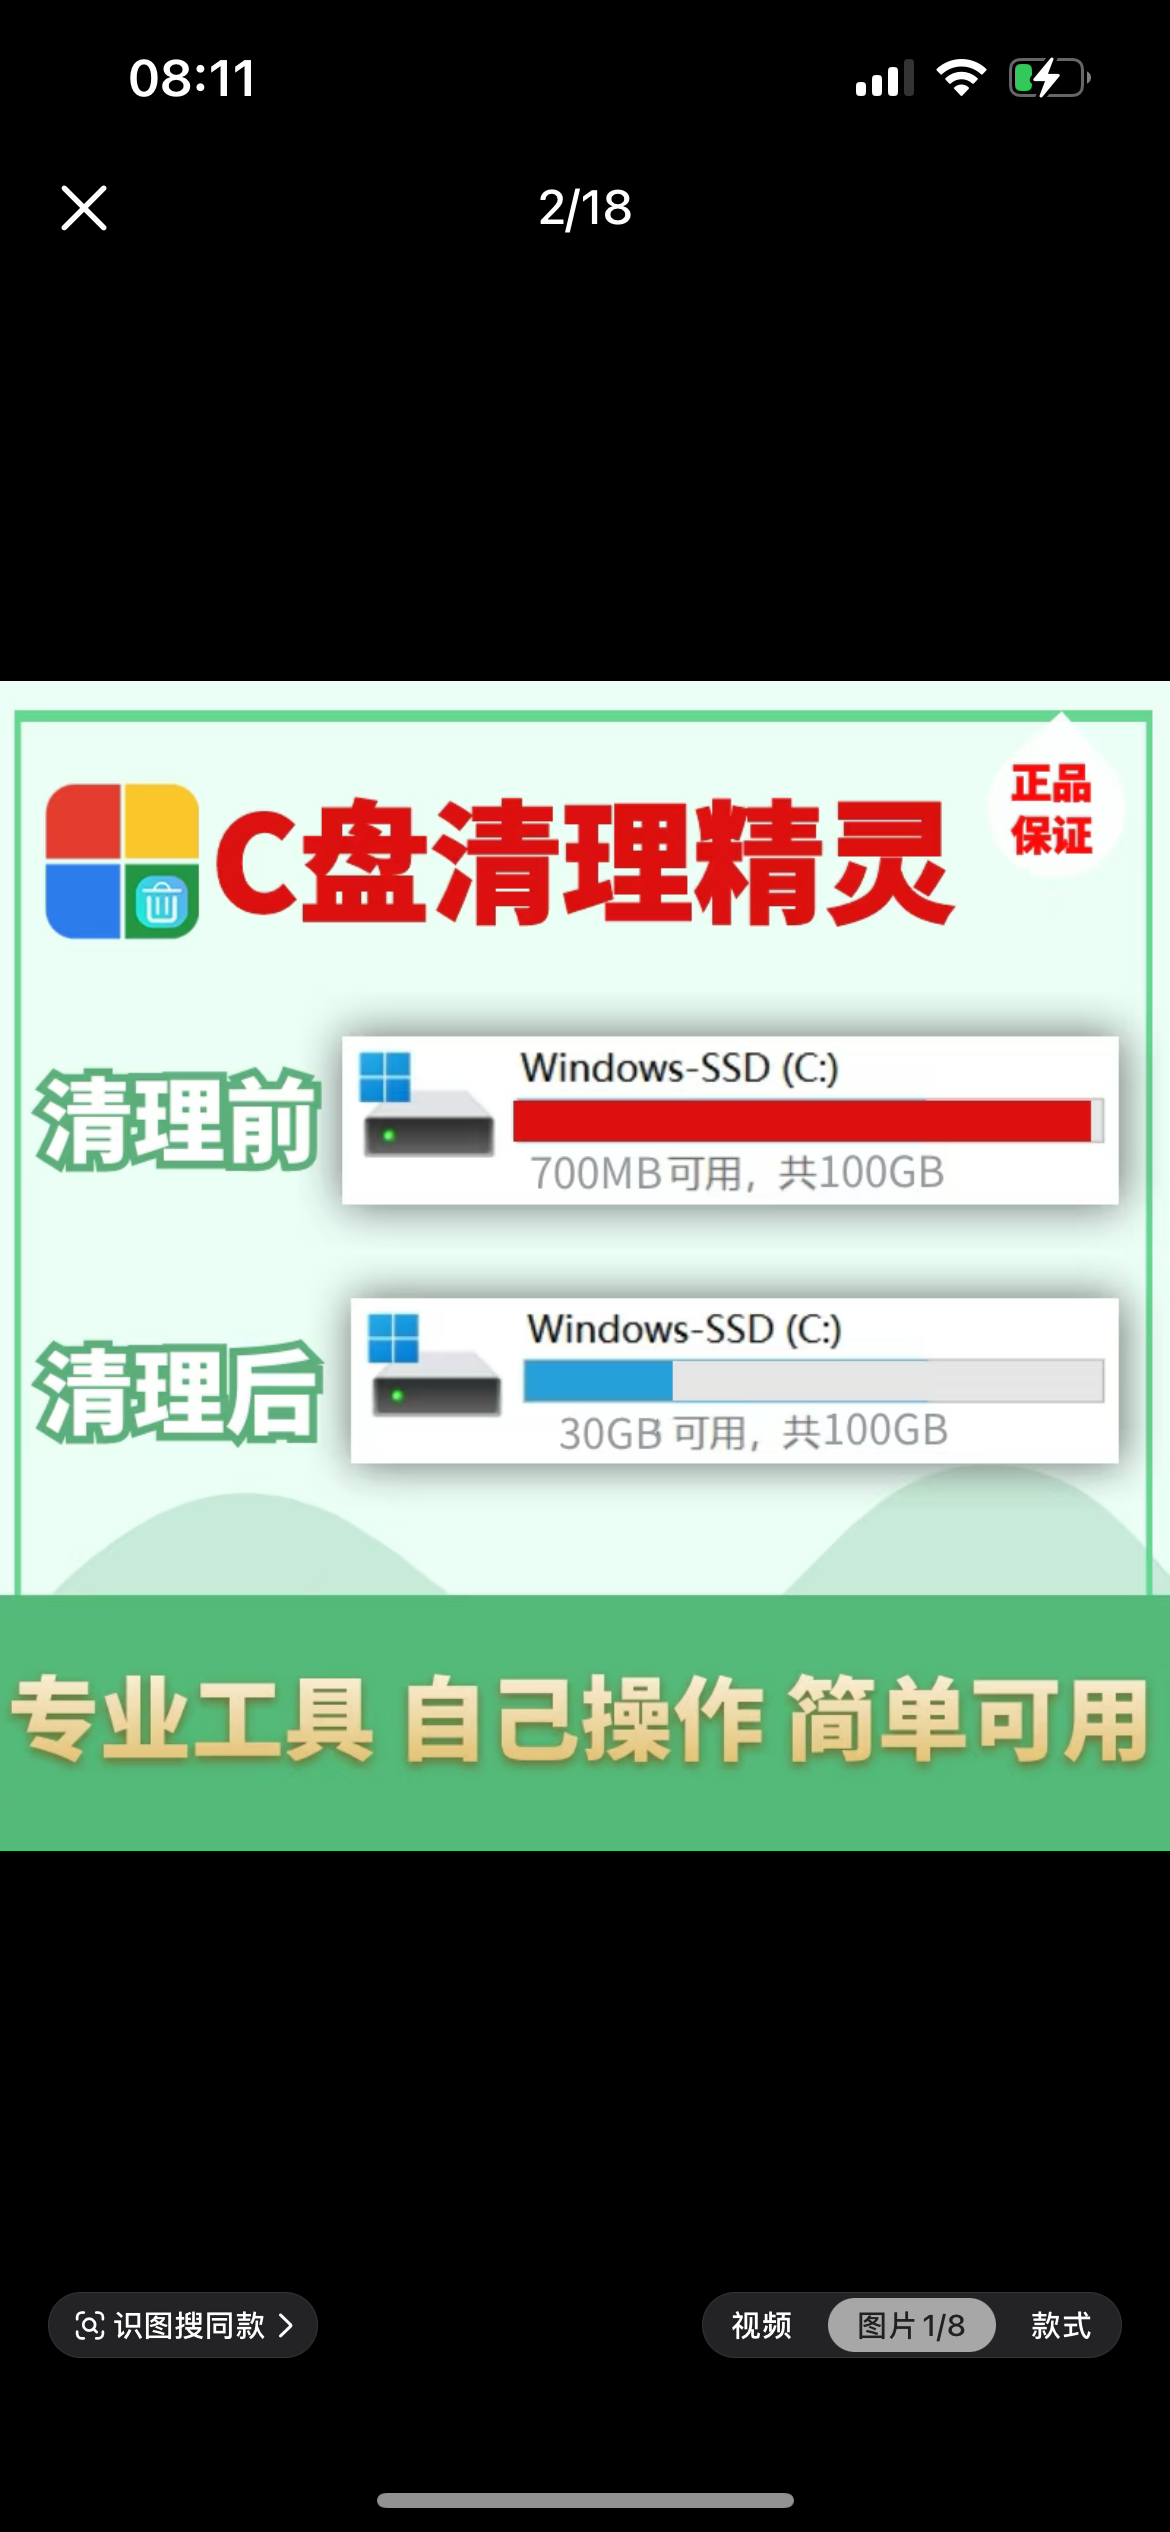 08:11
2/18
正品
保证
C盘清理精灵
清理前
Windows-SSD (C:)
700MB可用，共100GB
清理后
Windows-SSD (C:)
30GB 可用，共100GB
专业工具 自己操作 简单可用
识图搜同款
视频 图片 1/8 款式